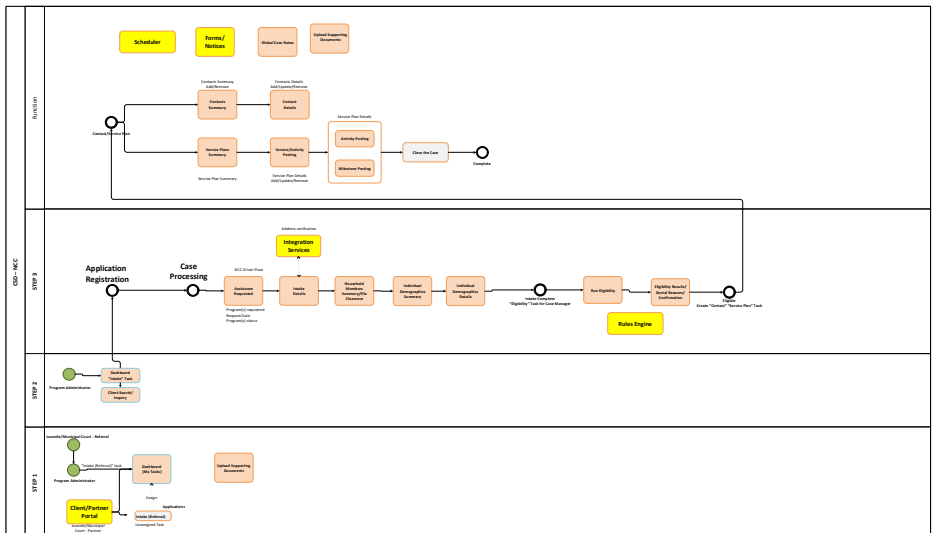 CSD – NCC
Function
Scheduler
Forms/
Notices
Global Case Notes
Upload Supporting
Documents
Contacts Summary
Add/Remove
Contacts Details
Add/Update/Remove
Contacts
Summary
Contact
Details
Contact/Service Plan
Service Plan Details
Service Plans
Summary
Service/Activity
Posting
Activity Posting
Milestone Posting
Close the Case
Complete
Service Plan Summary
Service Plan Details
Add/Update/Remove
STEP 3
Address verification
Integration
Services
Application
Registration
Case
Processing
NCC Driver Flow
Assistance
Requested
Intake
Details
Household
Members
Summary/File
Clearance
Individual
Demographics
Summary
Individual
Demographics
Details
Program(s) requested
Request Date
Program(s) status
Intake Complete
"Eligibility" Task for Case Manager
Run Eligibility
Eligibility Results/
Denial Reasons/
Confirmation
Eligible
Create "Contact" "Service Plan" Task
Rules Engine
STEP 2
Program Administrator
Dashboard
"Intake" Task
Client Search/
Inquiry
STEP 1
Juvenile/Municipal Court - Referral
"Intake (Referral)" task
Program Administrator
Dashboard
(My Tasks)
Upload Supporting
Documents
Assign
Client/Partner
Portal
Juvenile/Municipal
Court - Partner
Applications
Intake (Referral)
Unassigned Task